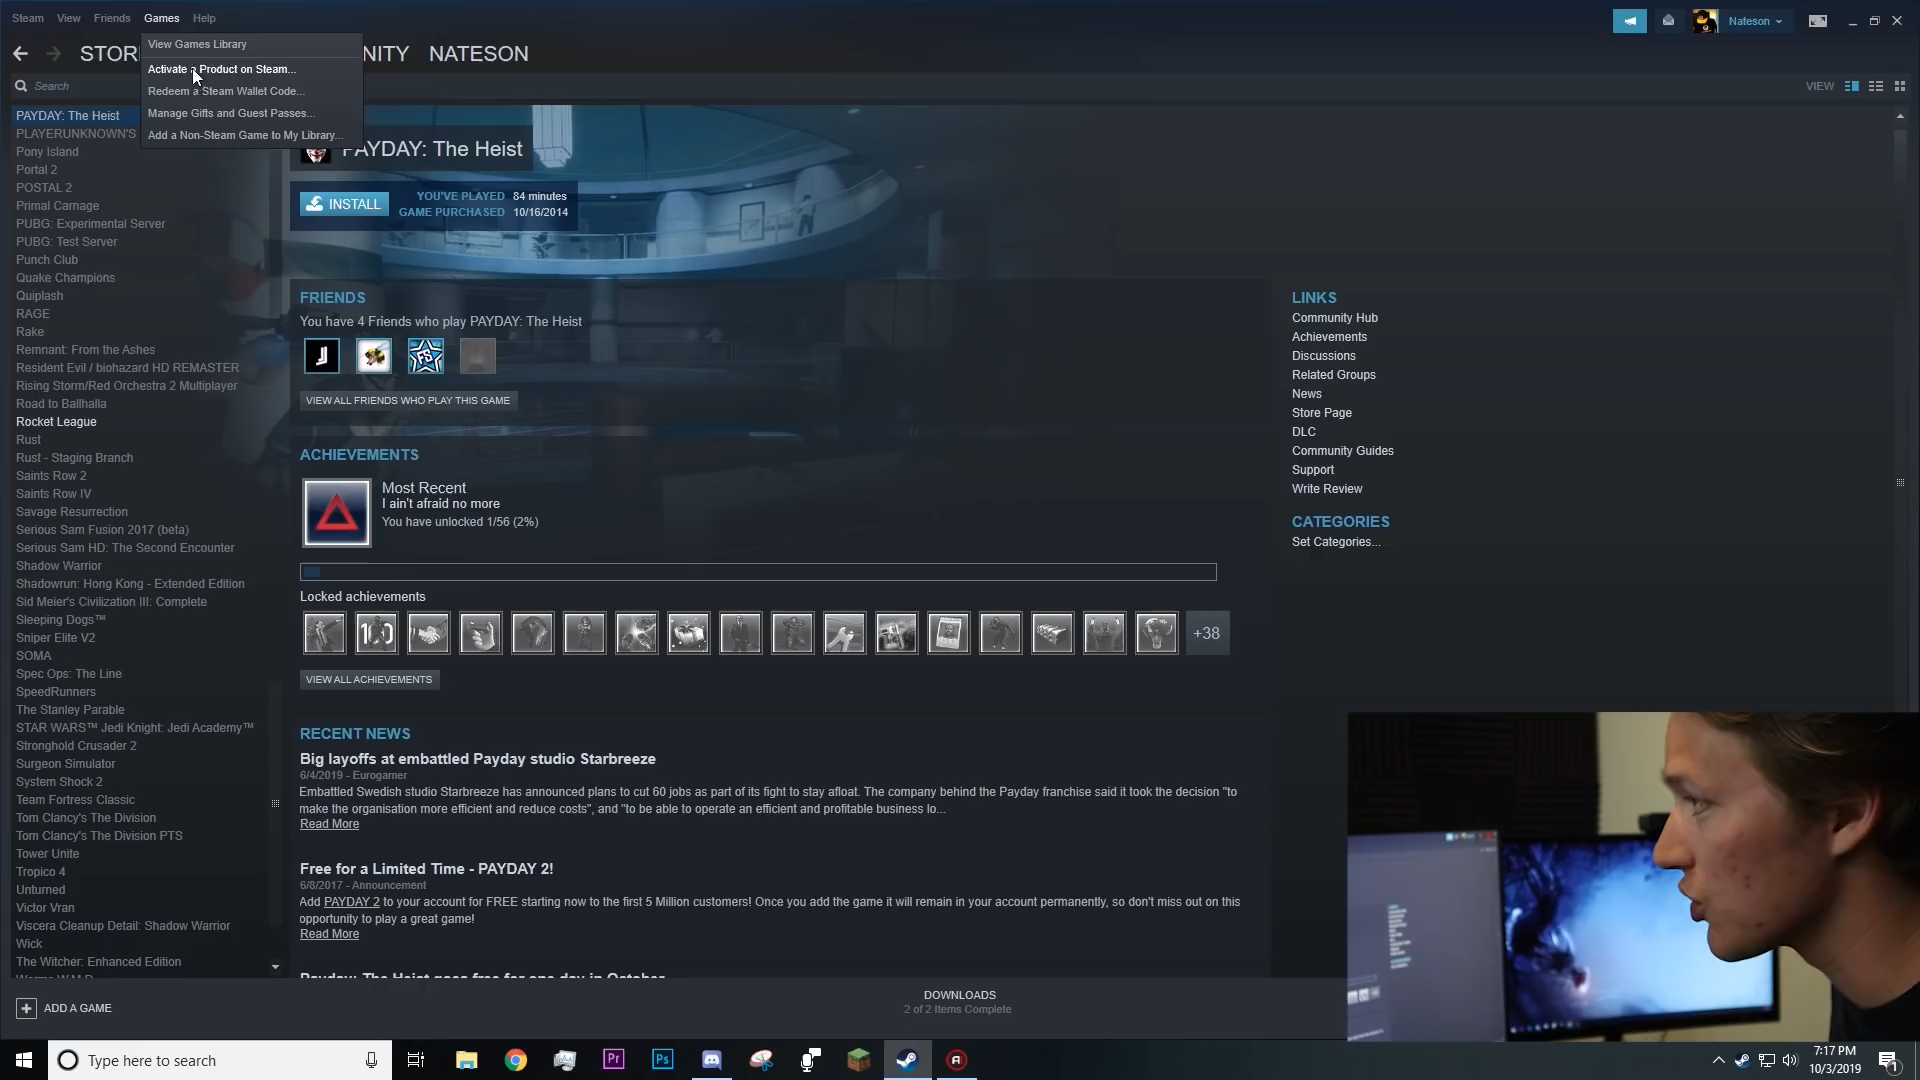 Steam View Friends Games Help
Nateson
View Games Library
STOR NITY NATESON
Activate a Product on Steam...
Search
Redeem a Steam Wallet Code...
VIEW
Manage Gifts and Guest Passes...
Add a Non-Steam Game to My Library...
PAYDAY: The Heist
PLAYERUNKNOWN'S
Pony Island
Portal 2
POSTAL 2
Primal Carnage
PUBG: Experimental Server
PUBG: Test Server
Punch Club
Quake Champions
Quiplash
RAGE
Rake
Remnant: From the Ashes
Resident Evil / biohazard HD REMASTER
Rising Storm/Red Orchestra 2 Multiplayer
Road to Ballhalla
Rocket League
Rust
Rust - Staging Branch
Saints Row 2
Saints Row IV
Savage Resurrection
Serious Sam Fusion 2017 (beta)
Serious Sam HD: The Second Encounter
Shadow Warrior
Shadowrun: Hong Kong - Extended Edition
Sid Meier's Civilization III: Complete
Sleeping Dogs™
Sniper Elite V2
SOMA
Spec Ops: The Line
SpeedRunners
The Stanley Parable
STAR WARS™ Jedi Knight: Jedi Academy™
Stronghold Crusader 2
Surgeon Simulator
System Shock 2
Team Fortress Classic
Tom Clancy's The Division
Tom Clancy's The Division PTS
Tower Unite
Tropico 4
Unturned
Victor Vran
Viscera Cleanup Detail: Shadow Warrior
Wick
The Witcher: Enhanced Edition
PAYDAY: The Heist
INSTALL
YOU'VE PLAYED 84 minutes
GAME PURCHASED 10/16/2014
FRIENDS
You have 4 Friends who play PAYDAY: The Heist
VIEW ALL FRIENDS WHO PLAY THIS GAME
ACHIEVEMENTS
Most Recent
I ain't afraid no more
You have unlocked 1/56 (2%)
Locked achievements
100
+38
VIEW ALL ACHIEVEMENTS
RECENT NEWS
Big layoffs at embattled Payday studio Starbreeze
6/4/2019 - Eurogamer
Embattled Swedish studio Starbreeze has announced plans to cut 60 jobs as part of its fight to stay afloat. The company behind the Payday franchise said it took the decision "to
make the organisation more efficient and reduce costs", and "to be able to operate an efficient and profitable business lo...
Read More
Free for a Limited Time - PAYDAY 2!
6/8/2017 - Announcement
Add PAYDAY 2 to your account for FREE starting now to the first 5 Million customers! Once you add the game it will remain in your account permanently, so don't miss out on this
opportunity to play a great game!
Read More
Payday: The Heist goes free for one day in October
LINKS
Community Hub
Achievements
Discussions
Related Groups
News
Store Page
DLC
Community Guides
Support
Write Review
CATEGORIES
Set Categories...
ADD A GAME
DOWNLOADS
2 of 2 Items Complete
Type here to search
Pr
Ps
7:17 PM
10/3/2019
1